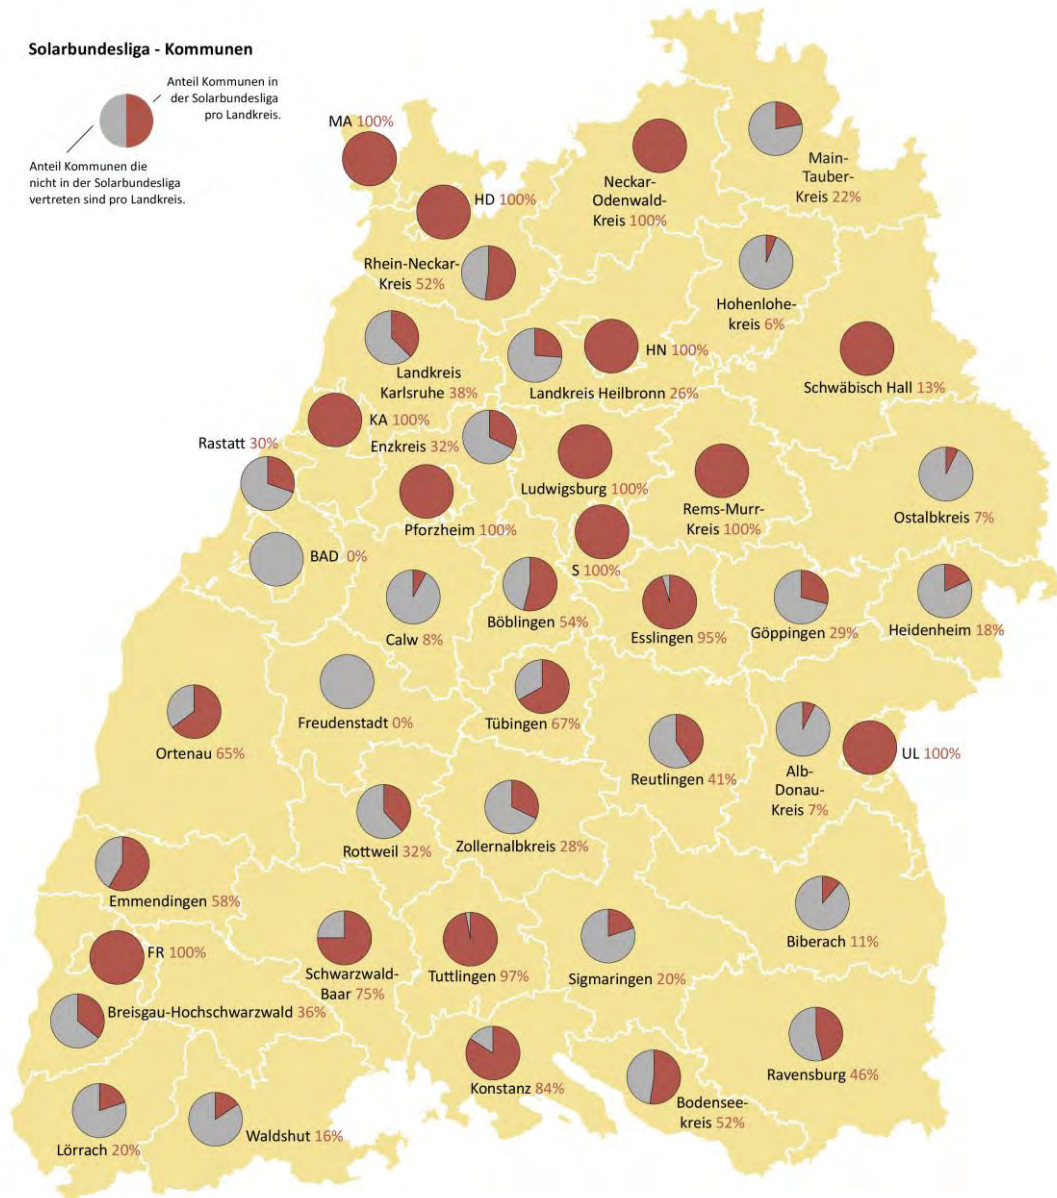 Solarbundesliga - Kommunen
Anteil Kommunen in
der Solarbundesliga
pro Landkreis.
Anteil Kommunen die
nicht in der Solarbundesliga
vertreten sind pro Landkreis.
MA 100%
HD 100%
Neckar-
Odenwald-
Kreis 100%
Main-
Tauber-
Kreis 22%
Rhein-Neckar-
Kreis 52%
Hohenlohe-
kreis 6%
Landkreis
Karlsruhe 38%
HN 100%
Landkreis Heilbronn 26%
Schwäbisch Hall 13%
KA 100%
Enzkreis 32%
Rastatt 30%
Ludwigsburg 100%
Pforzheim 100%
Rems-Murr-
Kreis 100%
Ostalbkreis 7%
BAD 0%
S 100%
Calw 8%
Böblingen 54%
Esslingen 95%
Göppingen 29%
Heidenheim 18%
Freudenstadt 0%
Tübingen 67%
Ortenau 65%
Reutlingen 41%
Alb-
Donau-
Kreis 7%
UL 100%
Rottweil 32%
Zollernalbkreis 28%
Emmendingen 58%
Biberach 11%
FR 100%
Schwarzwald-
Baar 75%
Tuttlingen 97%
Sigmaringen 20%
Breisgau-Hochschwarzwald 36%
Konstanz 84%
Ravensburg 46%
Bodensee-
kreis 52%
Lörrach 20%
Waldshut 16%